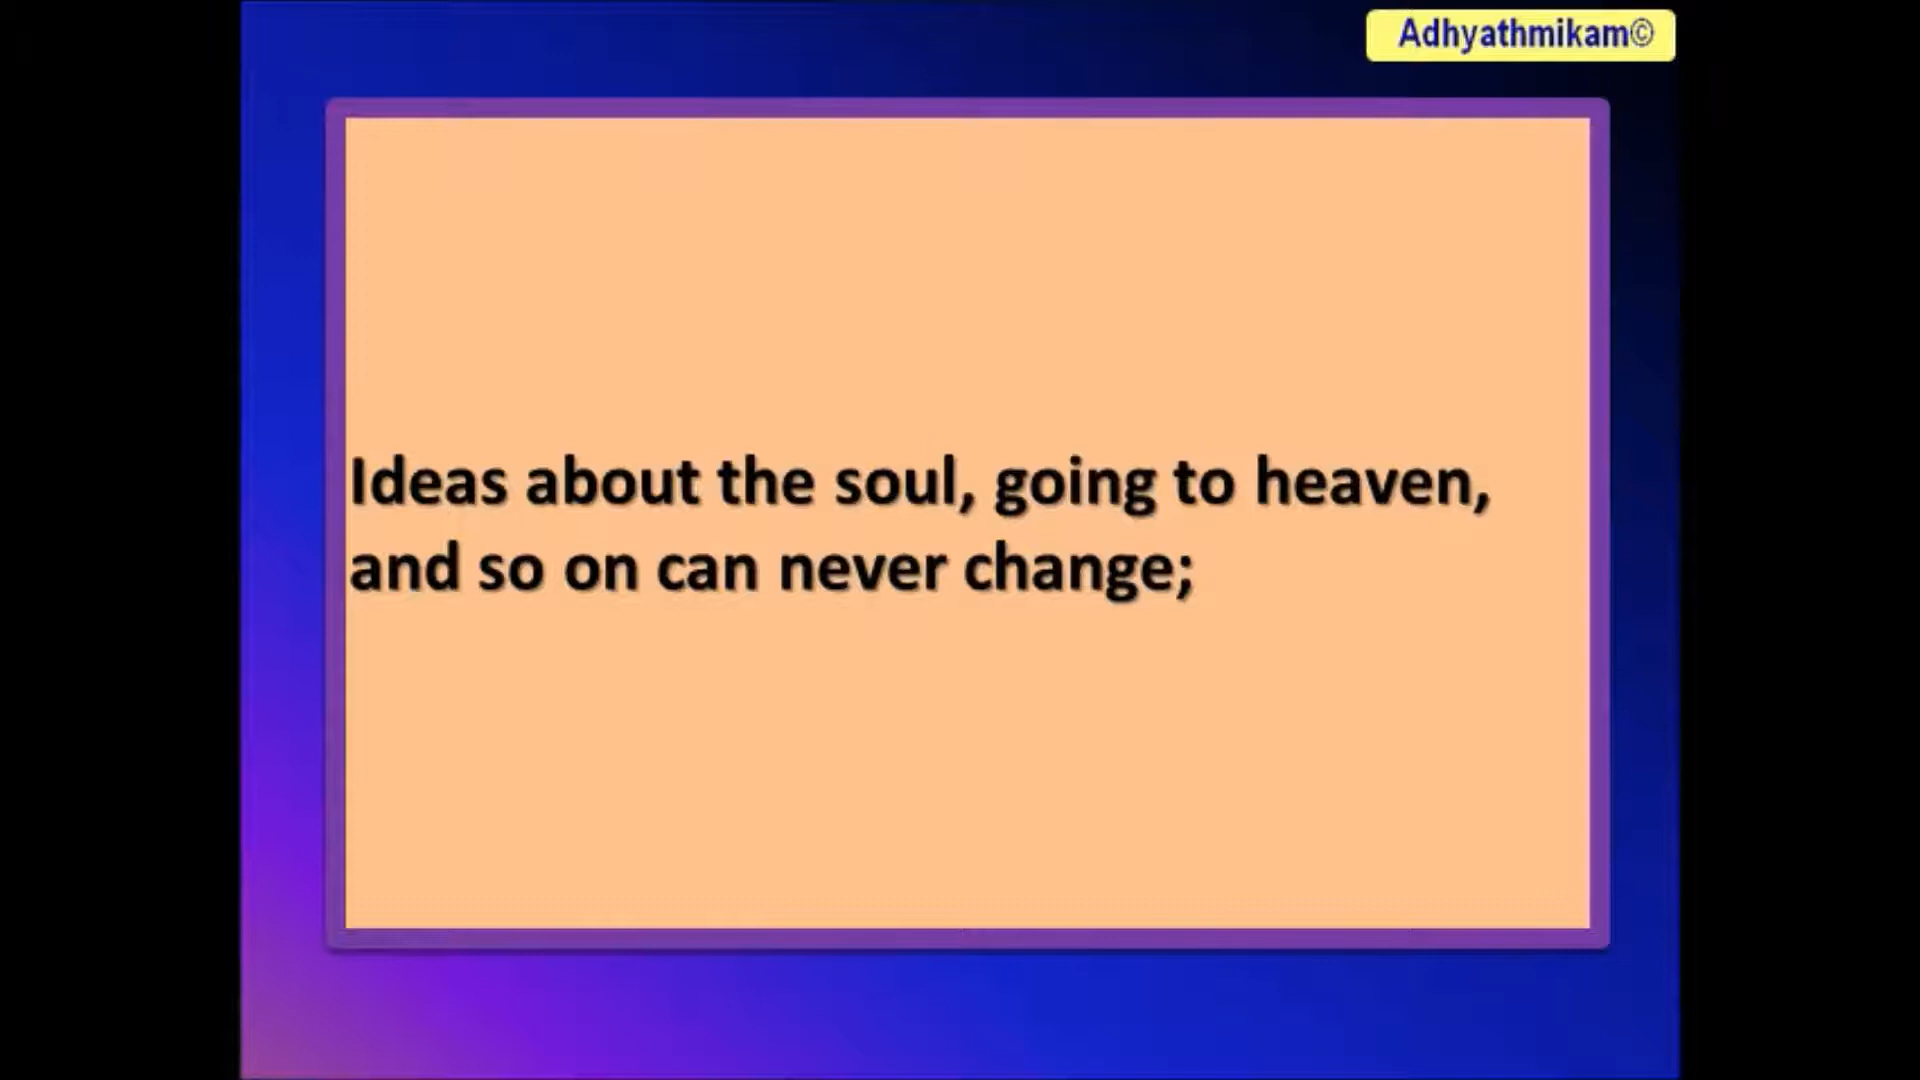 Adhyathmikam©
Ideas about the soul, going to heaven,
and so on can never change;